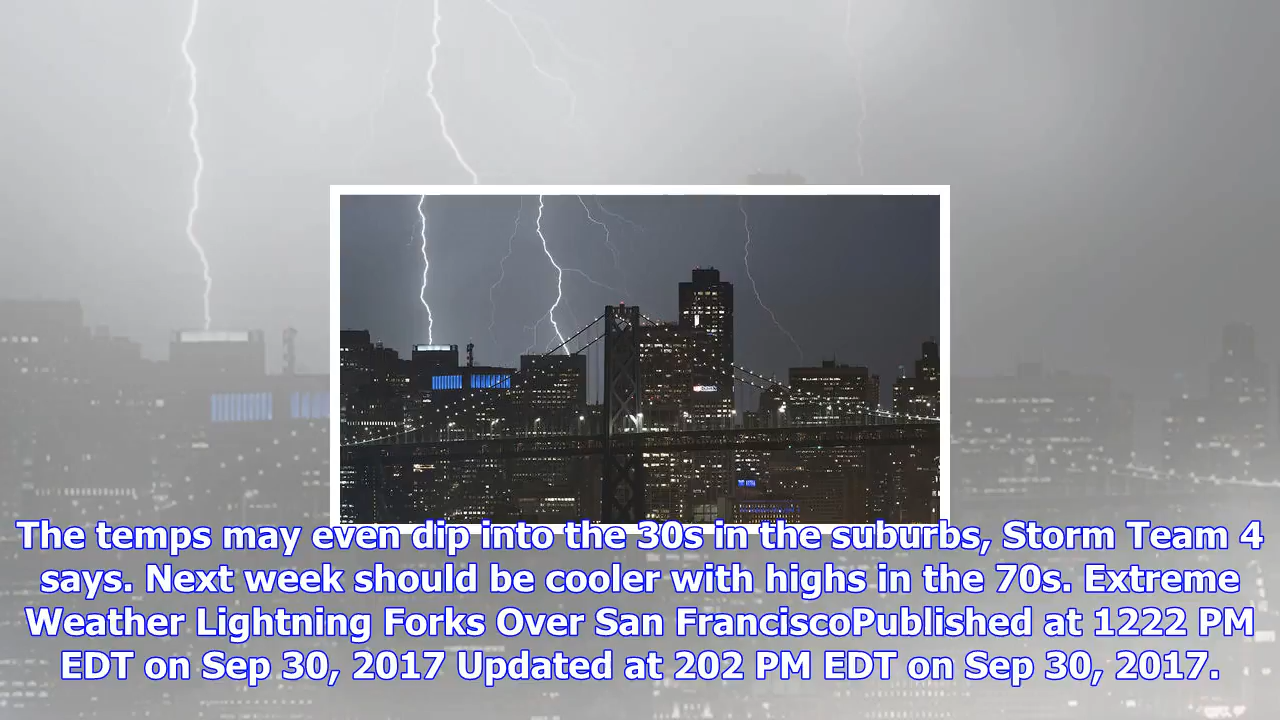 The temps may even dip into the 30s in the suburbs, Storm Team 4
says. Next week should be cooler with highs in the 70s. Extreme
Weather Lightning Forks Over San FranciscoPublished at 1222 PM
EDT on Sep 30, 2017 Updated at 202 PM EDT on Sep 30, 2017.